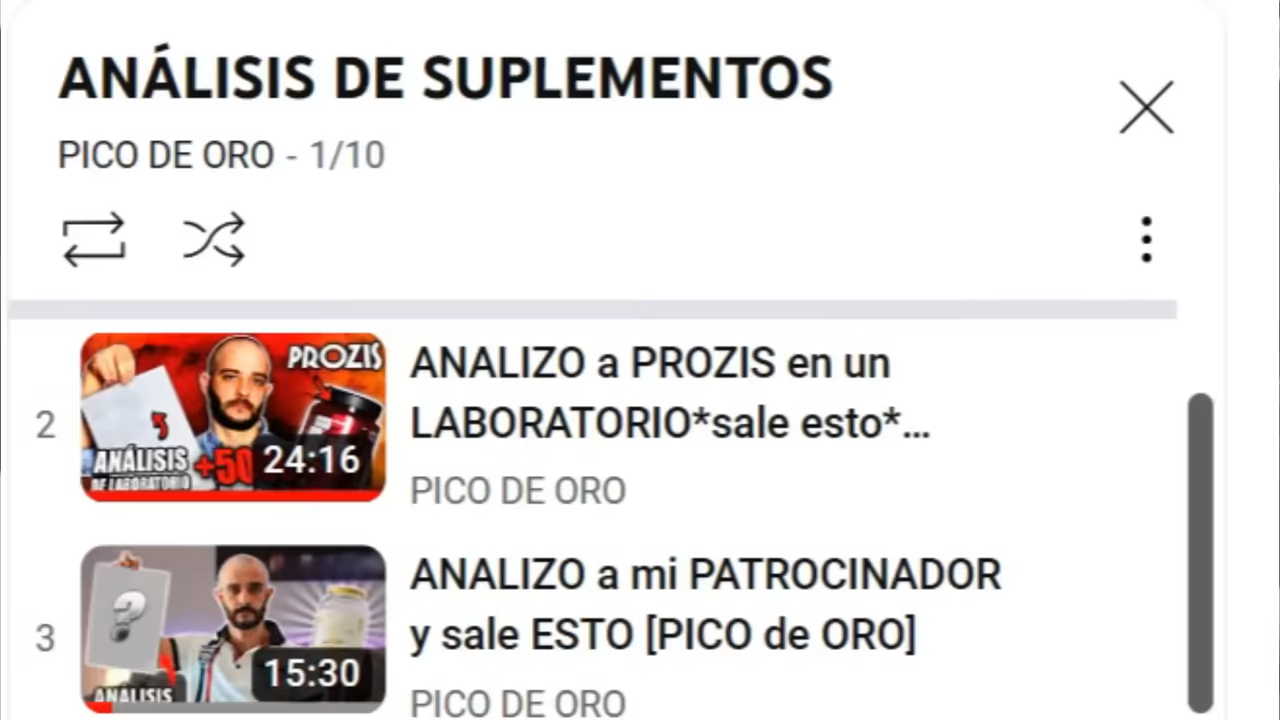 ANÁLISIS DE SUPLEMENTOS
PICO DE ORO - 1/10
2
PROZIS
ANÁLISIS
DE LABORATORIO
+50
24:16
ANALIZO a PROZIS en un
LABORATORIO*sale esto*...
PICO DE ORO
3
?
ANALISIS
15:30
ANALIZO a mi PATROCINADOR
y sale ESTO [PICO de ORO]
PICO DE ORO